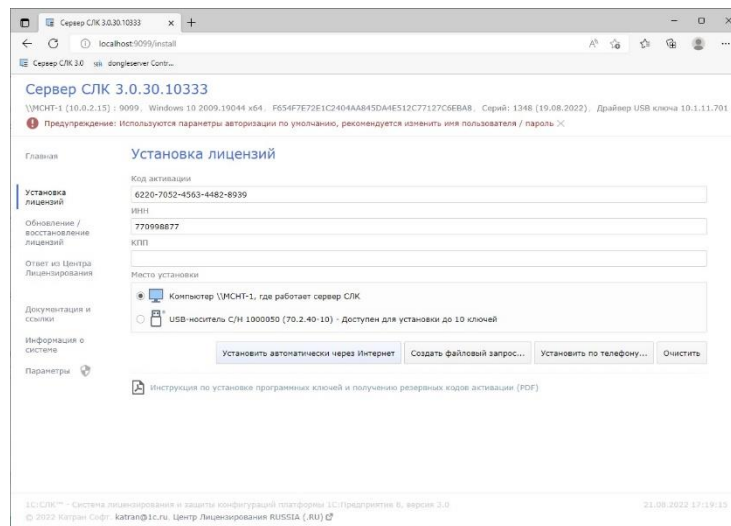 Сервер СЛК 3.0.30.10333
localhost:9099/install
Сервер СЛК 3.0
dongleserver Contr...
Сервер СЛК 3.0.30.10333
\\МСНТ-1 (10.0.2.15) : 9099, Windows 10 2009.19044 x64, F654F7E72E1C2404AA845DA4E512C77127C6EBA8, Серий: 1346 (19.08.2022), Драйвер USB ключа 10.1.11.701
Предупреждение: Используются параметры авторизации по умолчанию, рекомендуется изменить имя пользователя / пароль
Главная
Установка лицензий
Обновление / восстановление лицензий
Ответ из Центра Лицензирования
Документация и ссылки
Информация о системе
Параметры
Установка лицензий
Код активации
6220-7052-4563-4482-8939
ИНН
770998877
КПП
Место установки
Компьютер \\МСНТ-1, где работает сервер СЛК
USB-носитель С/Н 1000050 (70.2.40-10) - Доступен для установки до 10 ключей
Установить автоматически через Интернет
Создать файловый запрос...
Установить по телефону...
Очистить
Инструкция по установке программных ключей и получению резервных кодов активации (PDF)
1С:СЛК™ - Система лицензирования и защиты конфигураций платформы 1С:Предприятие 8, версия 3.0
21.08.2022 17:19:15
© 2022 Катран Софт, katran@1c.ru, Центр Лицензирования RUSSIA (.RU)